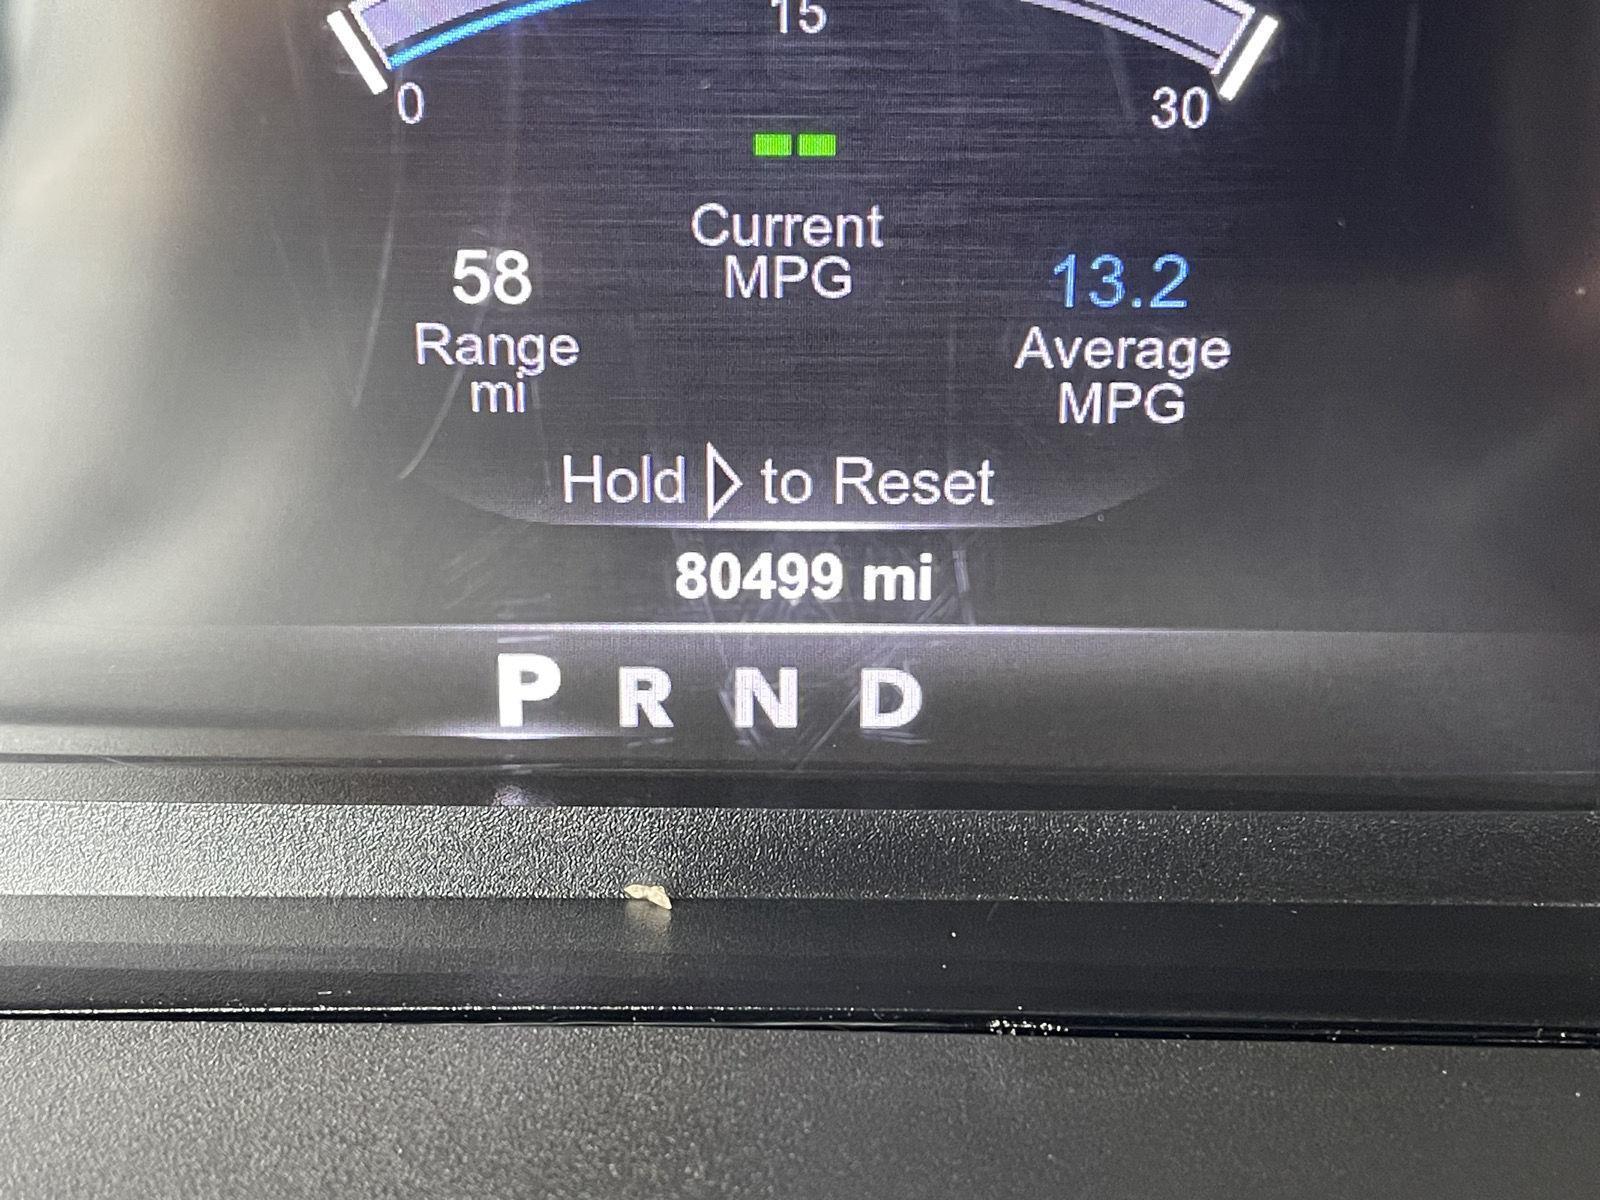 15
0
30
Current
MPG
58
Range
mi
13.2
Average
MPG
Hold ▷ to Reset
80499 mi
P R N D